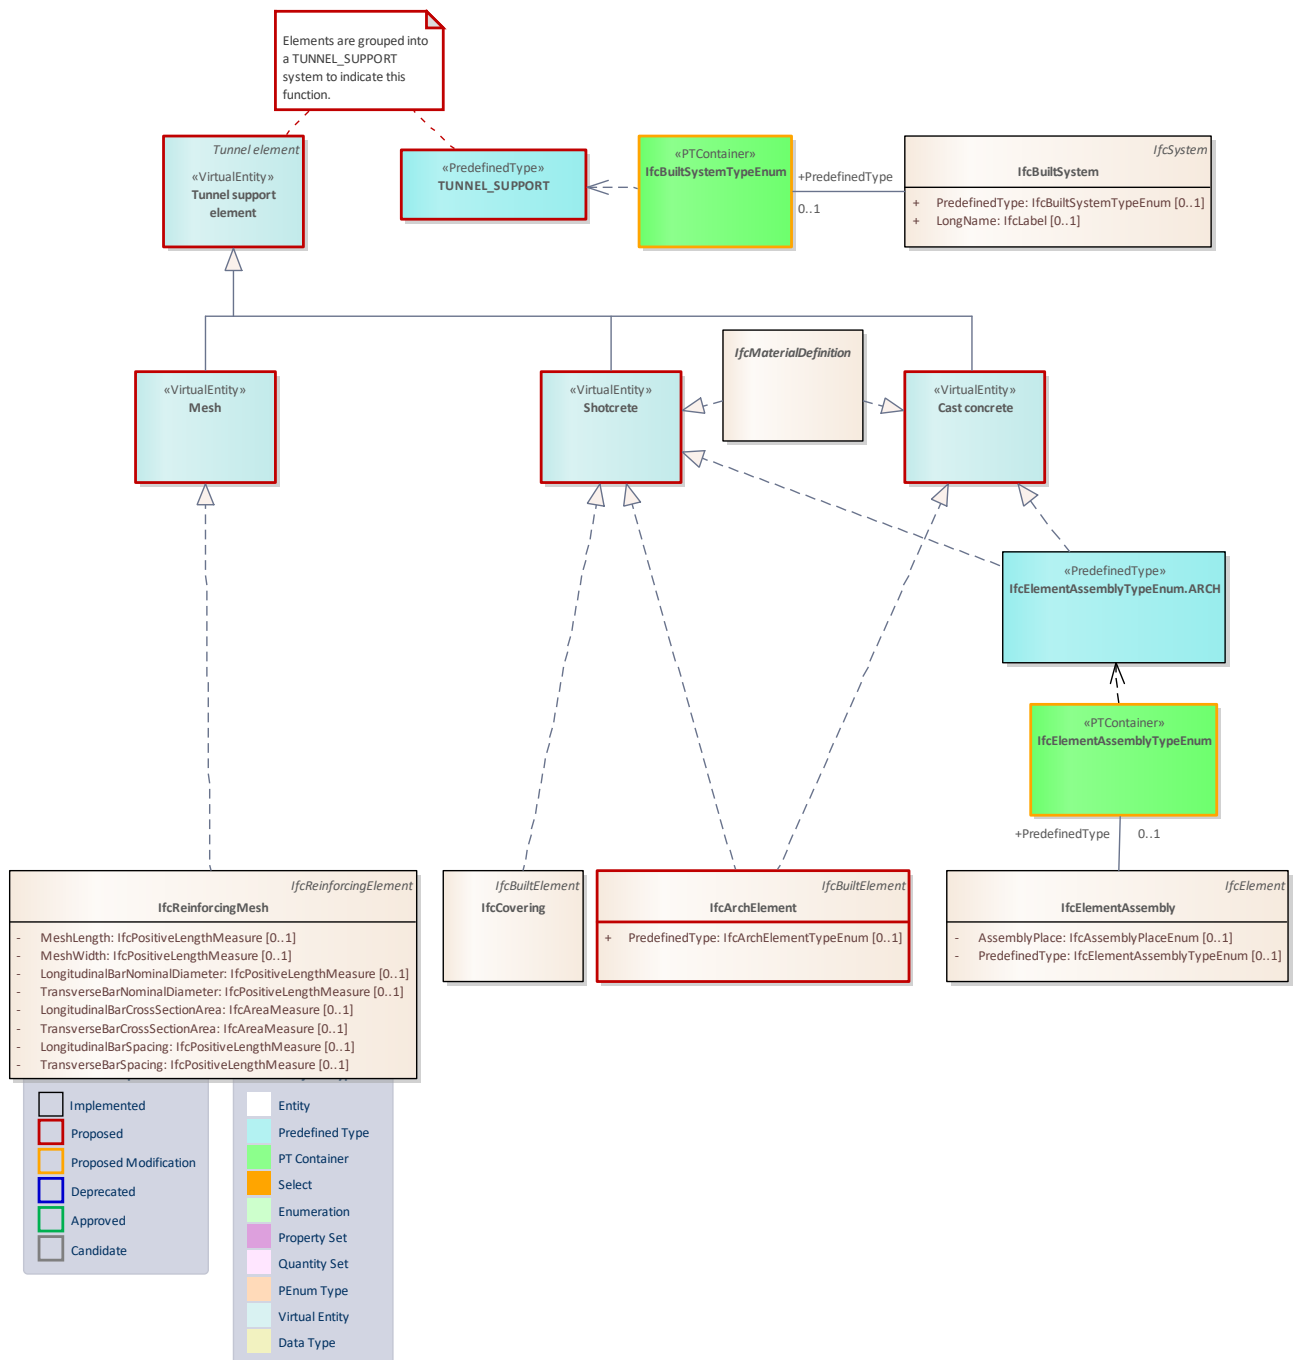 Elements are grouped into
a TUNNEL_SUPPORT
system to indicate this
function.
Tunnel element
«VirtualEntity»
Tunnel support
element
«PredefinedType»
TUNNEL_SUPPORT
«PTContainer»
IfcBuiltSystemTypeEnum
+PredefinedType
0..1
IfcSystem
IfcBuiltSystem
+ PredefinedType: IfcBuiltSystemTypeEnum [0..1]
+ LongName: IfcLabel [0..1]
«VirtualEntity»
Mesh
«VirtualEntity»
Shotcrete
IfcMaterialDefinition
«VirtualEntity»
Cast concrete
«PredefinedType»
IfcElementAssemblyTypeEnum.ARCH
«PTContainer»
IfcElementAssemblyTypeEnum
+PredefinedType
0..1
IfcReinforcingElement
IfcReinforcingMesh
- MeshLength: IfcPositiveLengthMeasure [0..1]
- MeshWidth: IfcPositiveLengthMeasure [0..1]
- LongitudinalBarNominalDiameter: IfcPositiveLengthMeasure [0..1]
- TransverseBarNominalDiameter: IfcPositiveLengthMeasure [0..1]
- LongitudinalBarCrossSectionArea: IfcAreaMeasure [0..1]
- TransverseBarCrossSectionArea: IfcAreaMeasure [0..1]
- LongitudinalBarSpacing: IfcPositiveLengthMeasure [0..1]
- TransverseBarSpacing: IfcPositiveLengthMeasure [0..1]
IfcBuiltElement
IfcCovering
IfcBuiltElement
IfcArchElement
+ PredefinedType: IfcArchElementTypeEnum [0..1]
IfcElement
IfcElementAssembly
- AssemblyPlace: IfcAssemblyPlaceEnum [0..1]
- PredefinedType: IfcElementAssemblyTypeEnum [0..1]
Implemented
Proposed
Proposed Modification
Deprecated
Approved
Candidate
Entity
Predefined Type
PT Container
Select
Enumeration
Property Set
Quantity Set
PEnum Type
Virtual Entity
Data Type